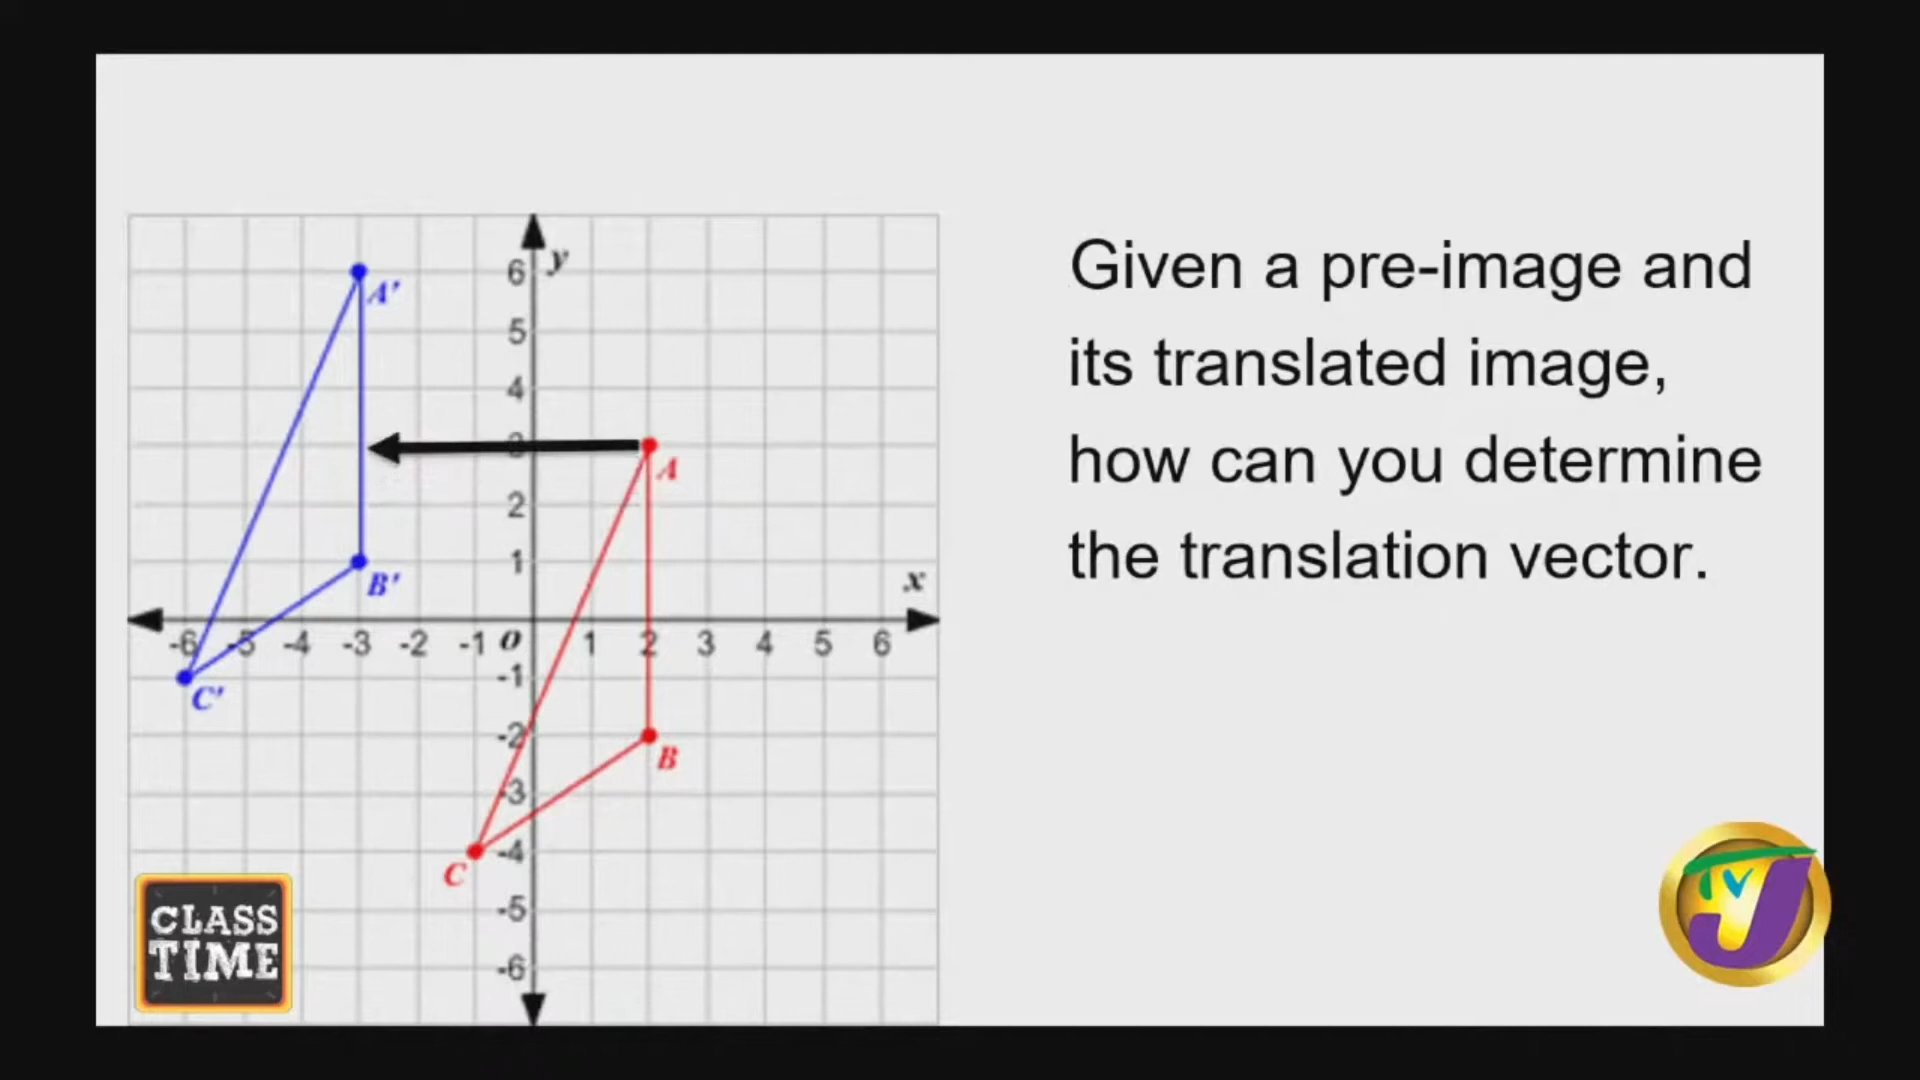 Given a pre-image and
its translated image,
how can you determine
the translation vector.
y
6
A'
5
4
3
A
2
1
B'
x
-6 -5 -4 -3 -2 -1 O 1 2 3 4 5 6
-1
C'
-2
B
-3
-4
C
-5
-6
CLASS
TIME
TVJ